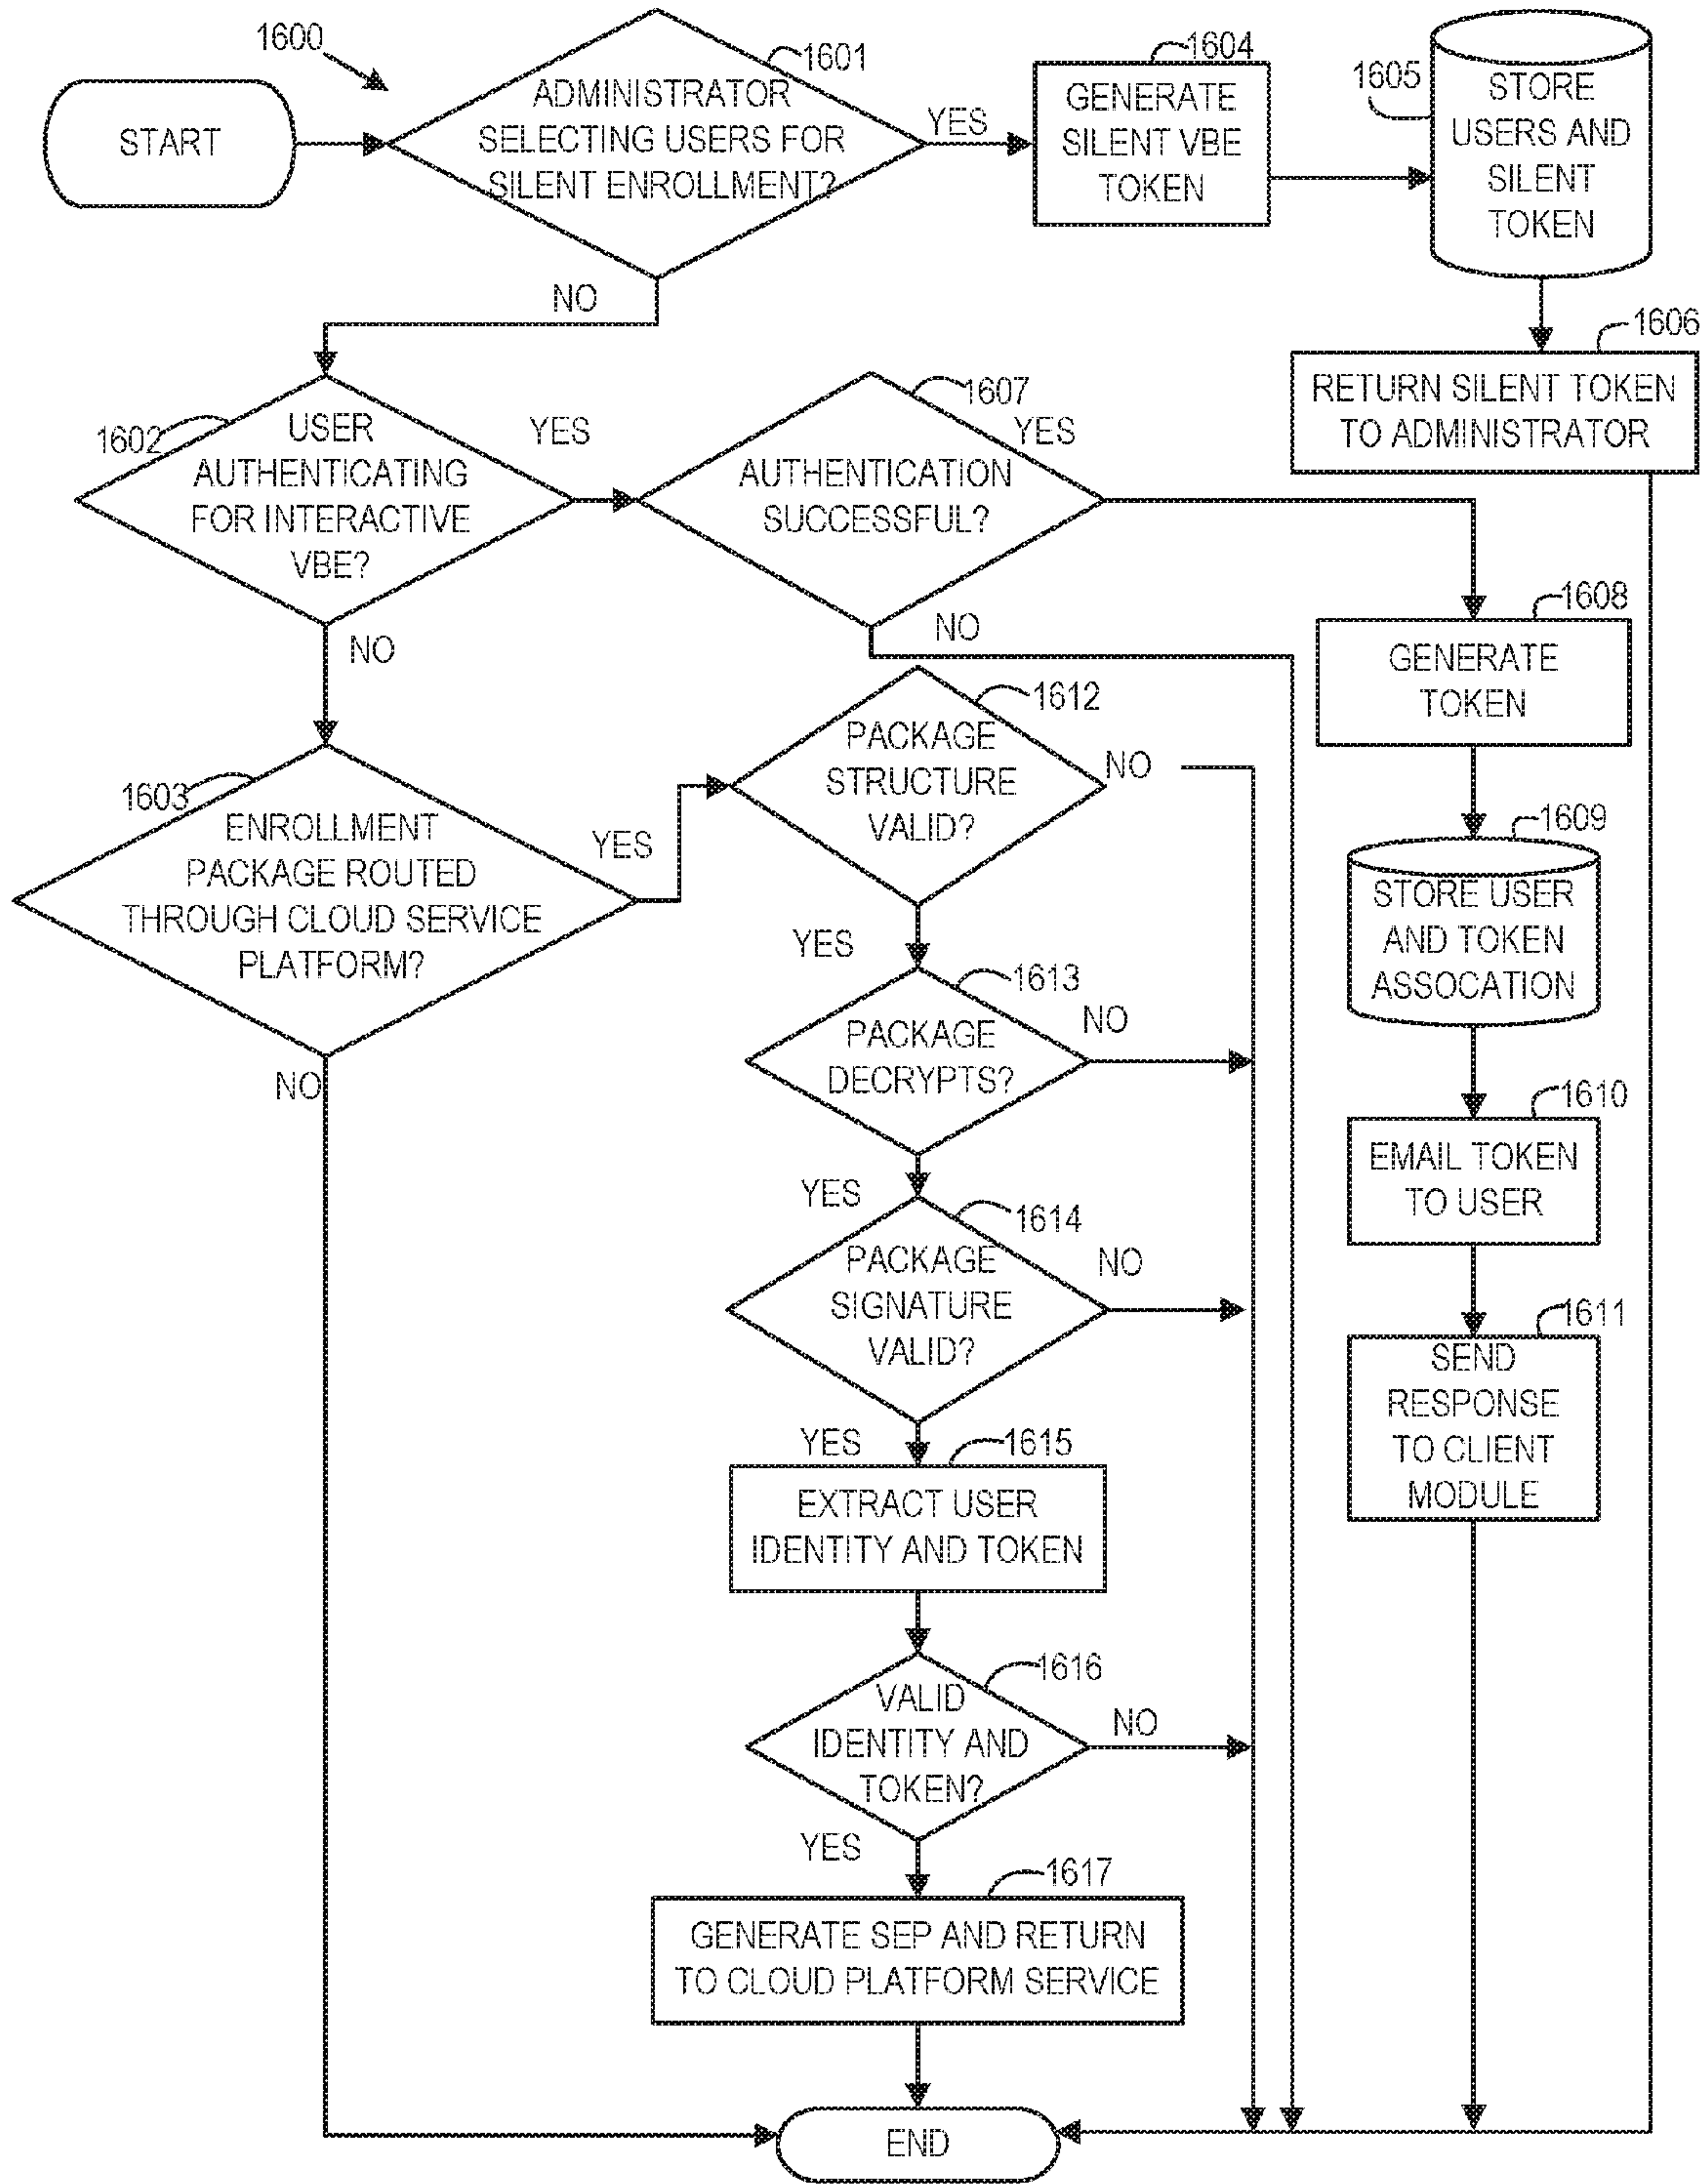 1600
START
1601
ADMINISTRATOR
SELECTING USERS FOR
SILENT ENROLLMENT?
YES
NO
1604
GENERATE
SILENT VBE
TOKEN
1605
STORE
USERS AND
SILENT
TOKEN
1606
RETURN SILENT TOKEN
TO ADMINISTRATOR
1602
USER
AUTHENTICATING
FOR INTERACTIVE
VBE?
YES
NO
1607
AUTHENTICATION
SUCCESSFUL?
YES
NO
1608
GENERATE
TOKEN
1609
STORE USER
AND TOKEN
ASSOCATION
1610
EMAIL TOKEN
TO USER
1611
SEND
RESPONSE
TO CLIENT
MODULE
1603
ENROLLMENT
PACKAGE ROUTED
THROUGH CLOUD SERVICE
PLATFORM?
YES
NO
1612
PACKAGE
STRUCTURE
VALID?
NO
YES
1613
PACKAGE
DECRYPTS?
NO
YES
1614
PACKAGE
SIGNATURE
VALID?
NO
YES
1615
EXTRACT USER
IDENTITY AND TOKEN
1616
VALID
IDENTITY AND
TOKEN?
NO
YES
1617
GENERATE SEP AND RETURN
TO CLOUD PLATFORM SERVICE
END